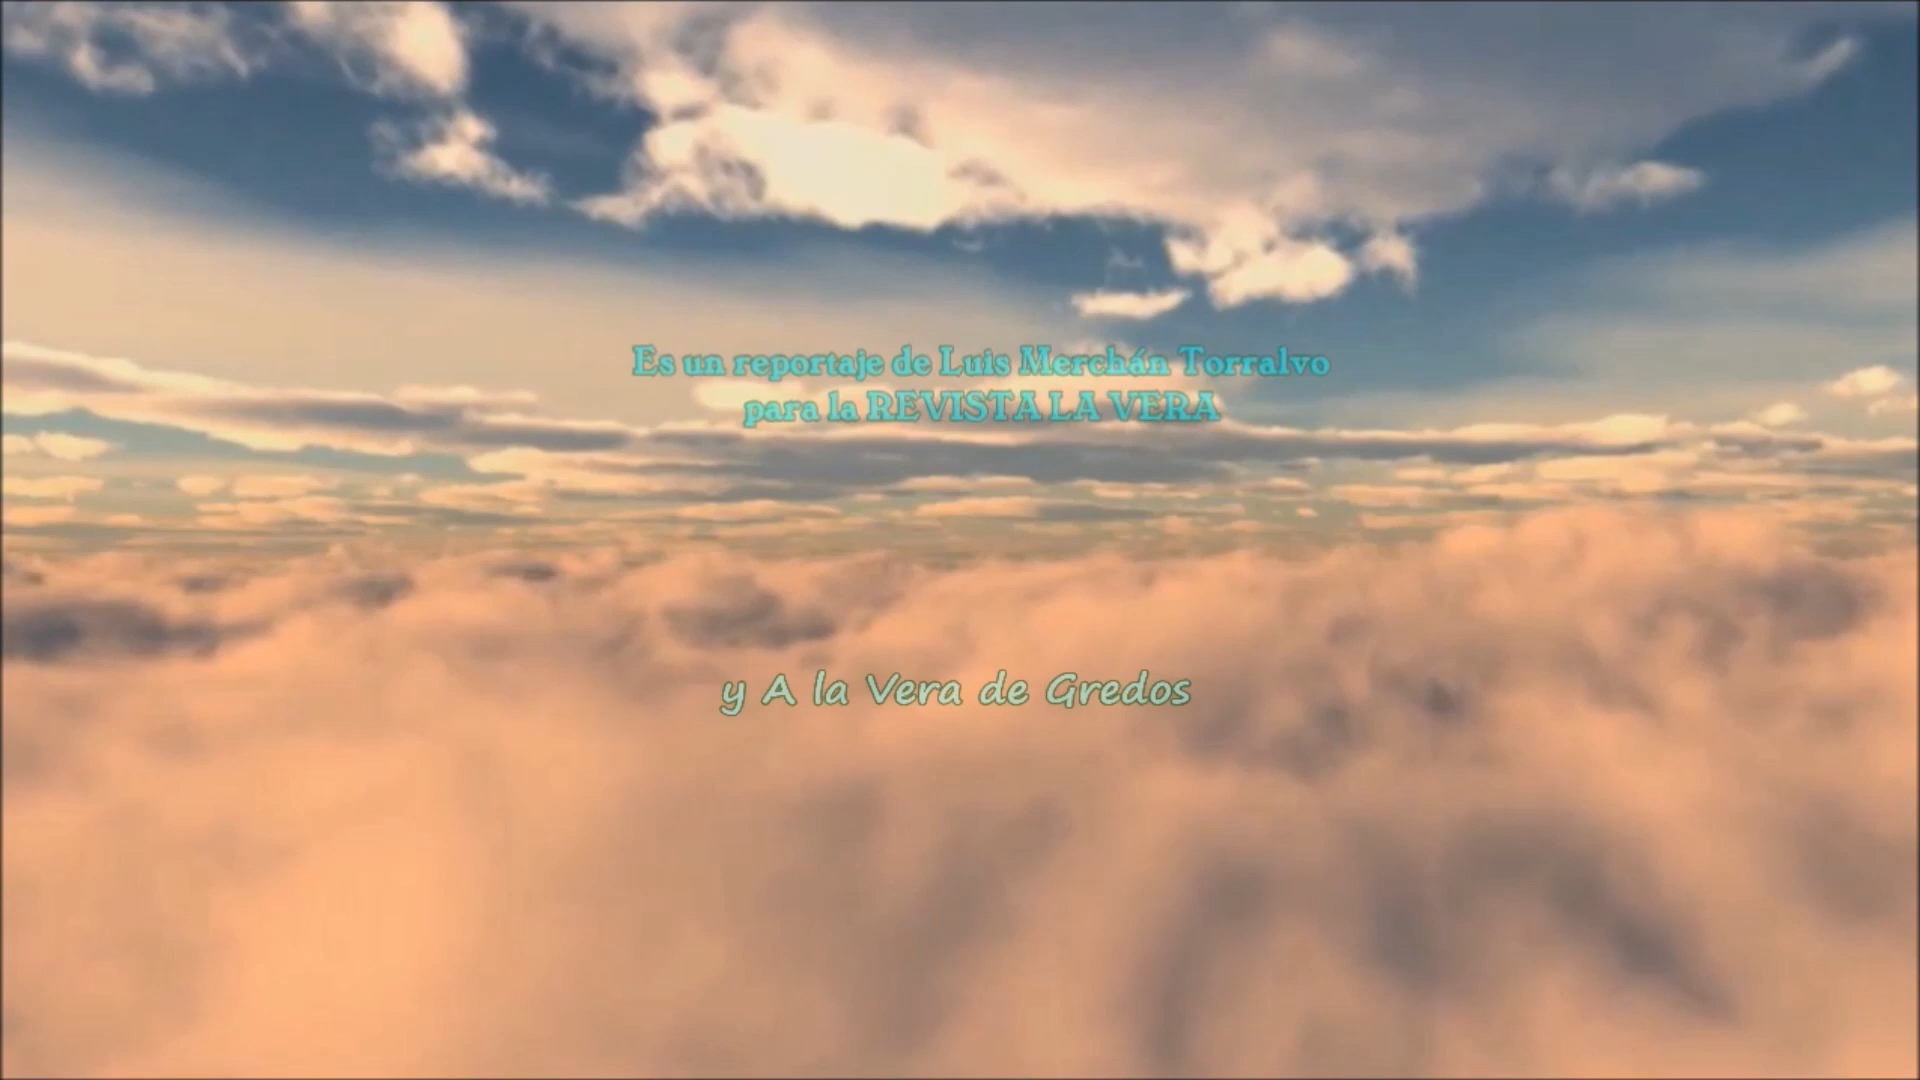 Es un reportaje de Luis Merchán Torralvo
para la REVISTA LA VERA
y A la Vera de Gredos